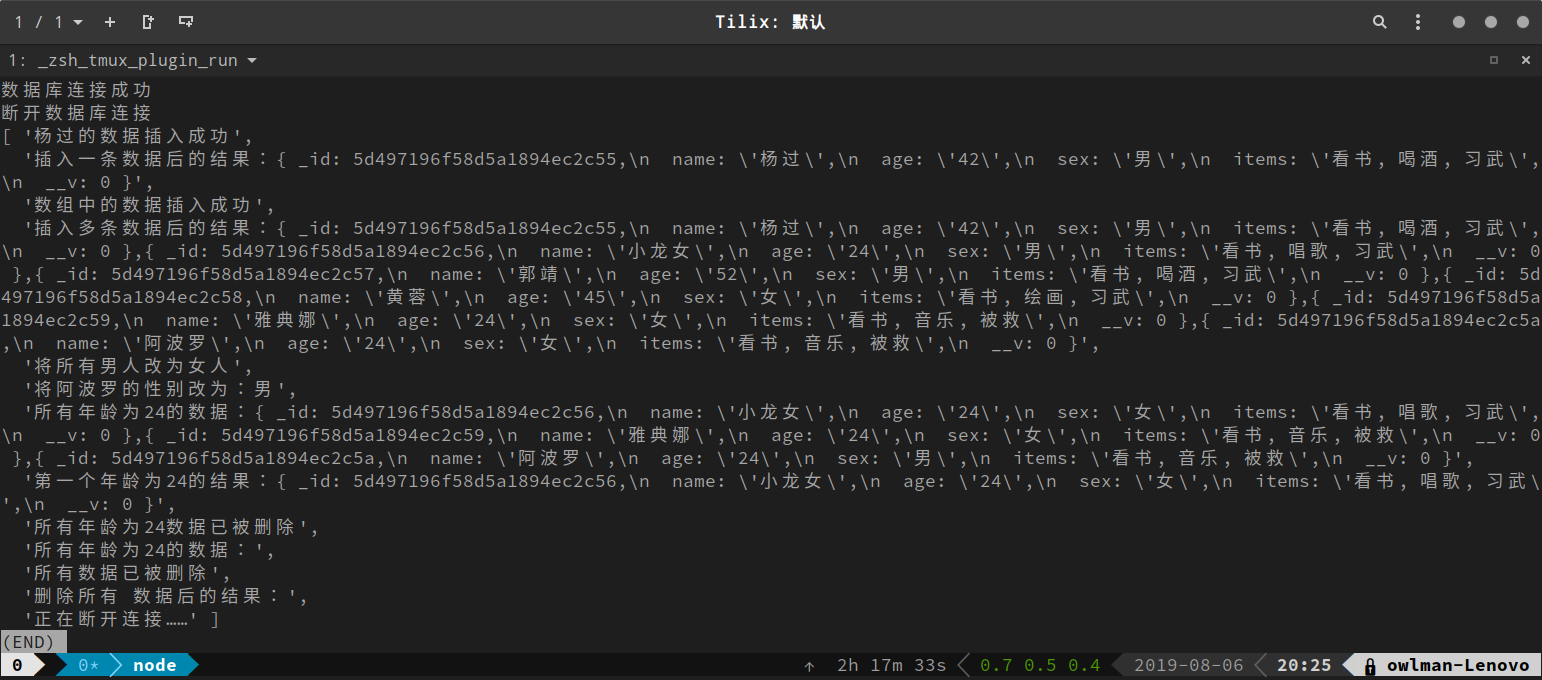 1 / 1
Tilix: 默认
1: _zsh_tmux_plugin_run
数据库连接成功
断开数据库连接
[ '杨过的数据插入成功',
  '插入一条数据后的结果：{ _id: 5d497196f58d5a1894ec2c55,\n  name: \'杨过\',\n  age: \'42\',\n  sex: \'男\',\n  items: \'看书, 喝酒, 习武\',
\n  __v: 0 }',
  '数组中的数据插入成功',
  '插入多条数据后的结果：{ _id: 5d497196f58d5a1894ec2c55,\n  name: \'杨过\',\n  age: \'42\',\n  sex: \'男\',\n  items: \'看书, 喝酒, 习武\',
\n  __v: 0 },{ _id: 5d497196f58d5a1894ec2c56,\n  name: \'小龙女\',\n  age: \'24\',\n  sex: \'男\',\n  items: \'看书, 唱歌, 习武\',\n  __v: 0
 },{ _id: 5d497196f58d5a1894ec2c57,\n  name: \'郭靖\',\n  age: \'52\',\n  sex: \'男\',\n  items: \'看书, 喝酒, 习武\',\n  __v: 0 },{ _id: 5d
497196f58d5a1894ec2c58,\n  name: \'黄蓉\',\n  age: \'45\',\n  sex: \'女\',\n  items: \'看书, 绘画, 习武\',\n  __v: 0 },{ _id: 5d497196f58d5a
1894ec2c59,\n  name: \'雅典娜\',\n  age: \'24\',\n  sex: \'女\',\n  items: \'看书, 音乐, 被救\',\n  __v: 0 },{ _id: 5d497196f58d5a1894ec2c5a
,\n  name: \'阿波罗\',\n  age: \'24\',\n  sex: \'女\',\n  items: \'看书, 音乐, 被救\',\n  __v: 0 }',
  '将所有男人改为女人',
  '将阿波罗的性别改为：男',
  '所有年龄为24的数据：{ _id: 5d497196f58d5a1894ec2c56,\n  name: \'小龙女\',\n  age: \'24\',\n  sex: \'女\',\n  items: \'看书, 唱歌, 习武\',
\n  __v: 0 },{ _id: 5d497196f58d5a1894ec2c59,\n  name: \'雅典娜\',\n  age: \'24\',\n  sex: \'女\',\n  items: \'看书, 音乐, 被救\',\n  __v: 0
 },{ _id: 5d497196f58d5a1894ec2c5a,\n  name: \'阿波罗\',\n  age: \'24\',\n  sex: \'男\',\n  items: \'看书, 音乐, 被救\',\n  __v: 0 }',
  '第一个年龄为24的结果：{ _id: 5d497196f58d5a1894ec2c56,\n  name: \'小龙女\',\n  age: \'24\',\n  sex: \'女\',\n  items: \'看书, 唱歌, 习武\
',\n  __v: 0 }',
  '所有年龄为24数据已被删除',
  '所有年龄为24的数据：',
  '所有数据已被删除',
  '删除所有 数据后的结果：',
  '正在断开连接……' ]
(END)
0 0* node ↑ 2h 17m 33s 0.7 0.5 0.4 2019-08-06 20:25 owlman-Lenovo